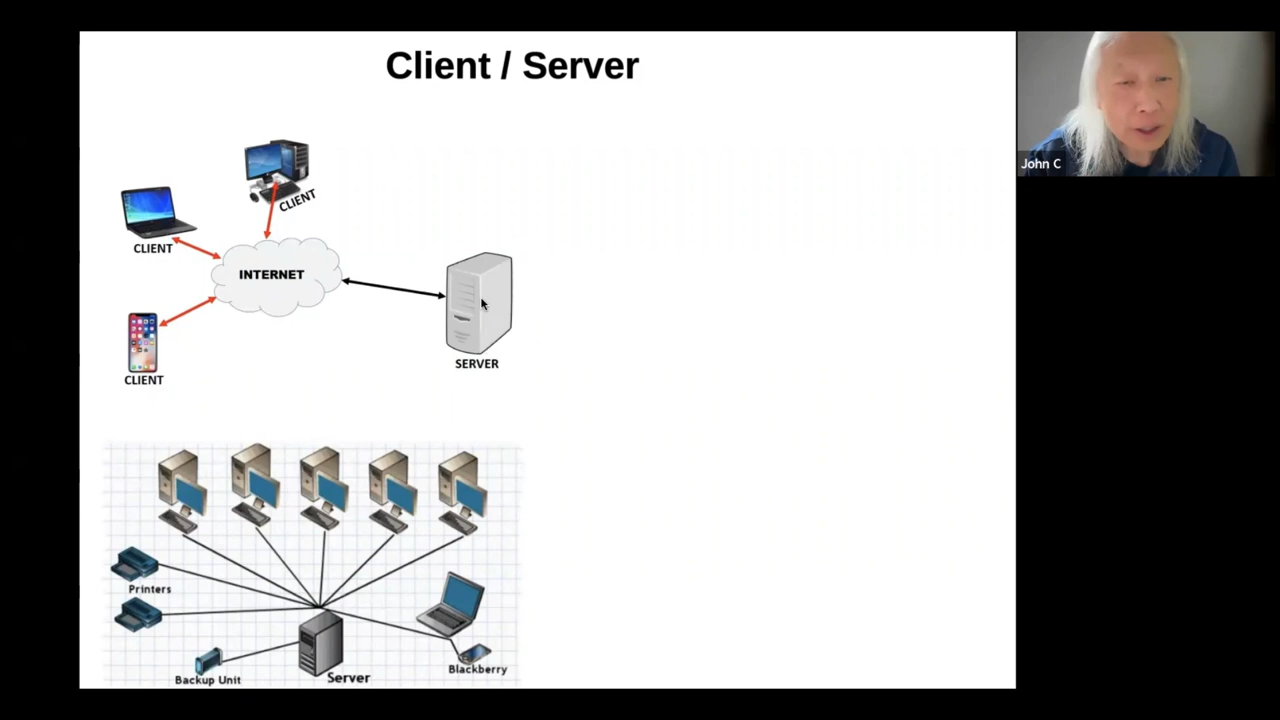 Client / Server
John C
CLIENT
CLIENT
INTERNET
CLIENT
SERVER
Printers
Backup Unit
Server
Blackberry